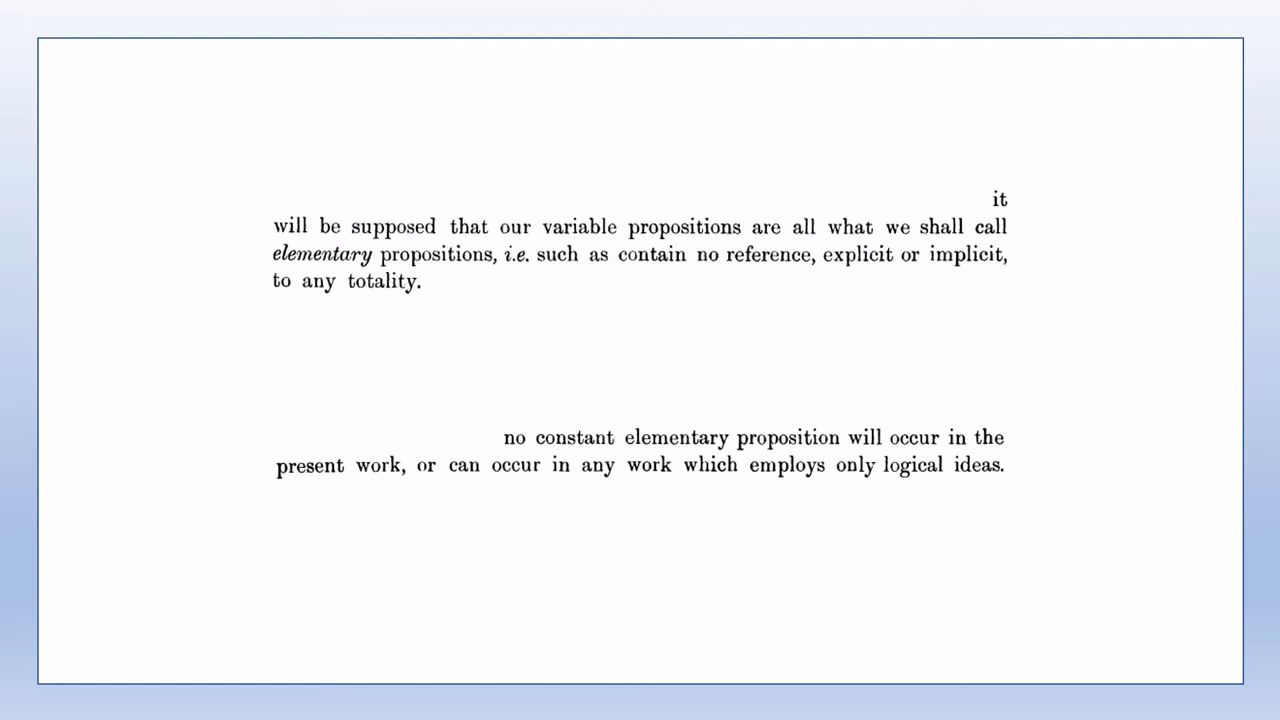 it
will be supposed that our variable propositions are all what we shall call
elementary propositions, i.e. such as contain no reference, explicit or implicit,
to any totality.
no constant elementary proposition will occur in the
present work, or can occur in any work which employs only logical ideas.